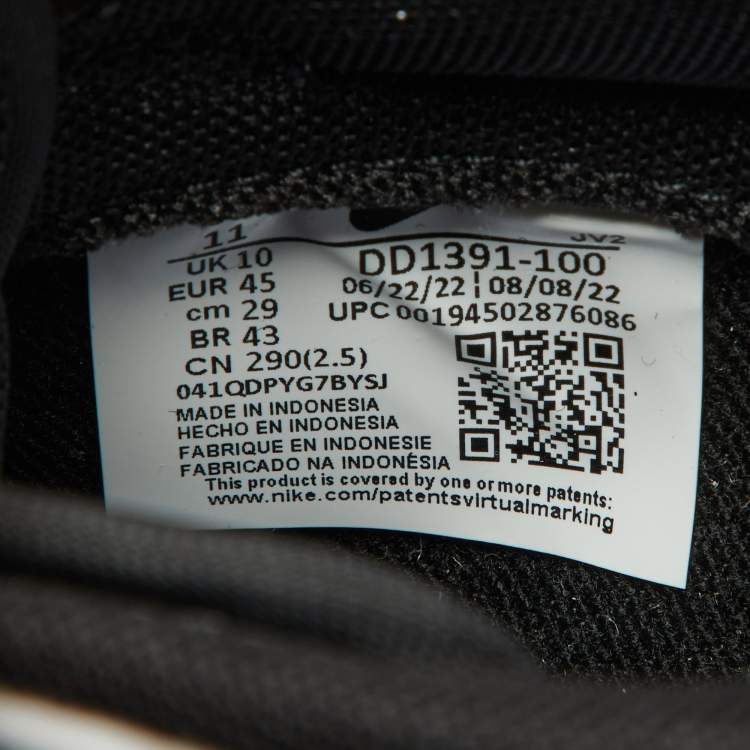 11
JV2
UK 10
DD1391-100
EUR 45
06/22/22 | 08/08/22
cm 29
UPC 00194502876086
BR 43
CN 290(2.5)
041QDPYG7BYSJ
MADE IN INDONESIA
HECHO EN INDONESIA
FABRIQUE EN INDONESIE
FABRICADO NA INDONÉSIA
This product is covered by one or more patents:
www.nike.com/patentsvirtualmarking